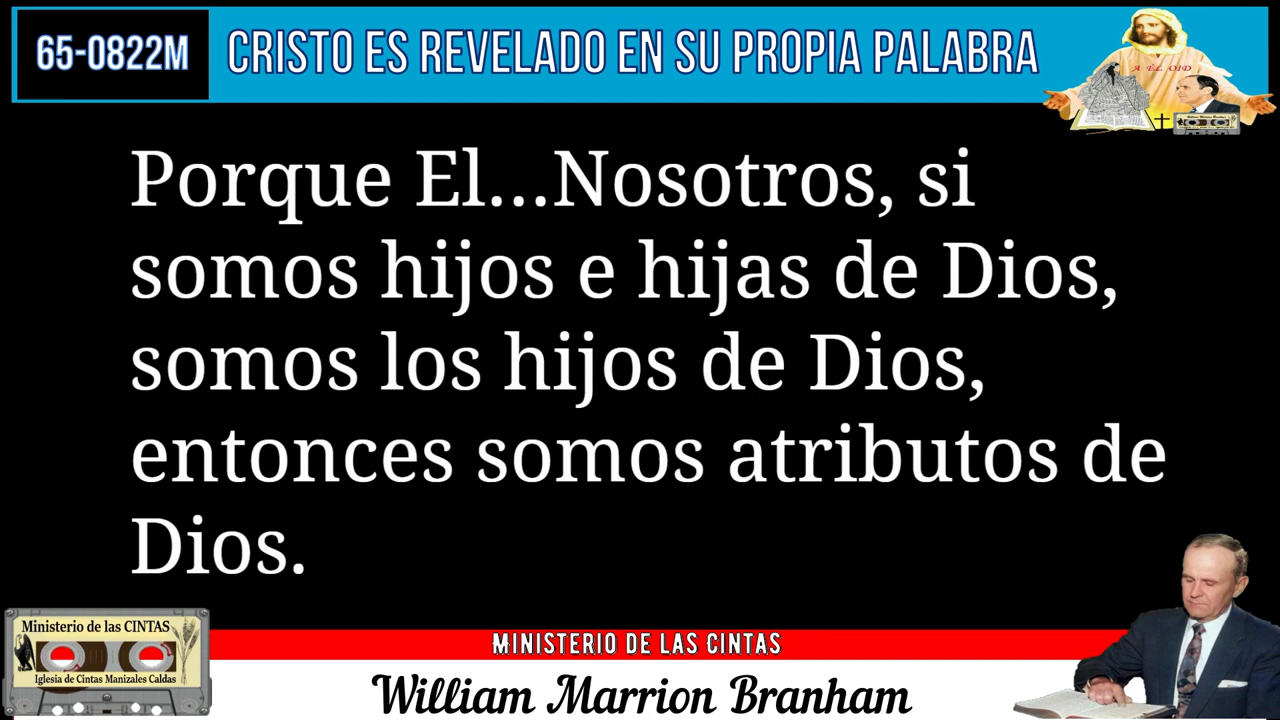 65-0822M
CRISTO ES REVELADO EN SU PROPIA PALABRA
A ÉL OID
Porque El...Nosotros, si
somos hijos e hijas de Dios,
somos los hijos de Dios,
entonces somos atributos de
Dios.
Ministerio de las CINTAS
Iglesia de Cintas Manizales Caldas
MINISTERIO DE LAS CINTAS
William Marrion Branham